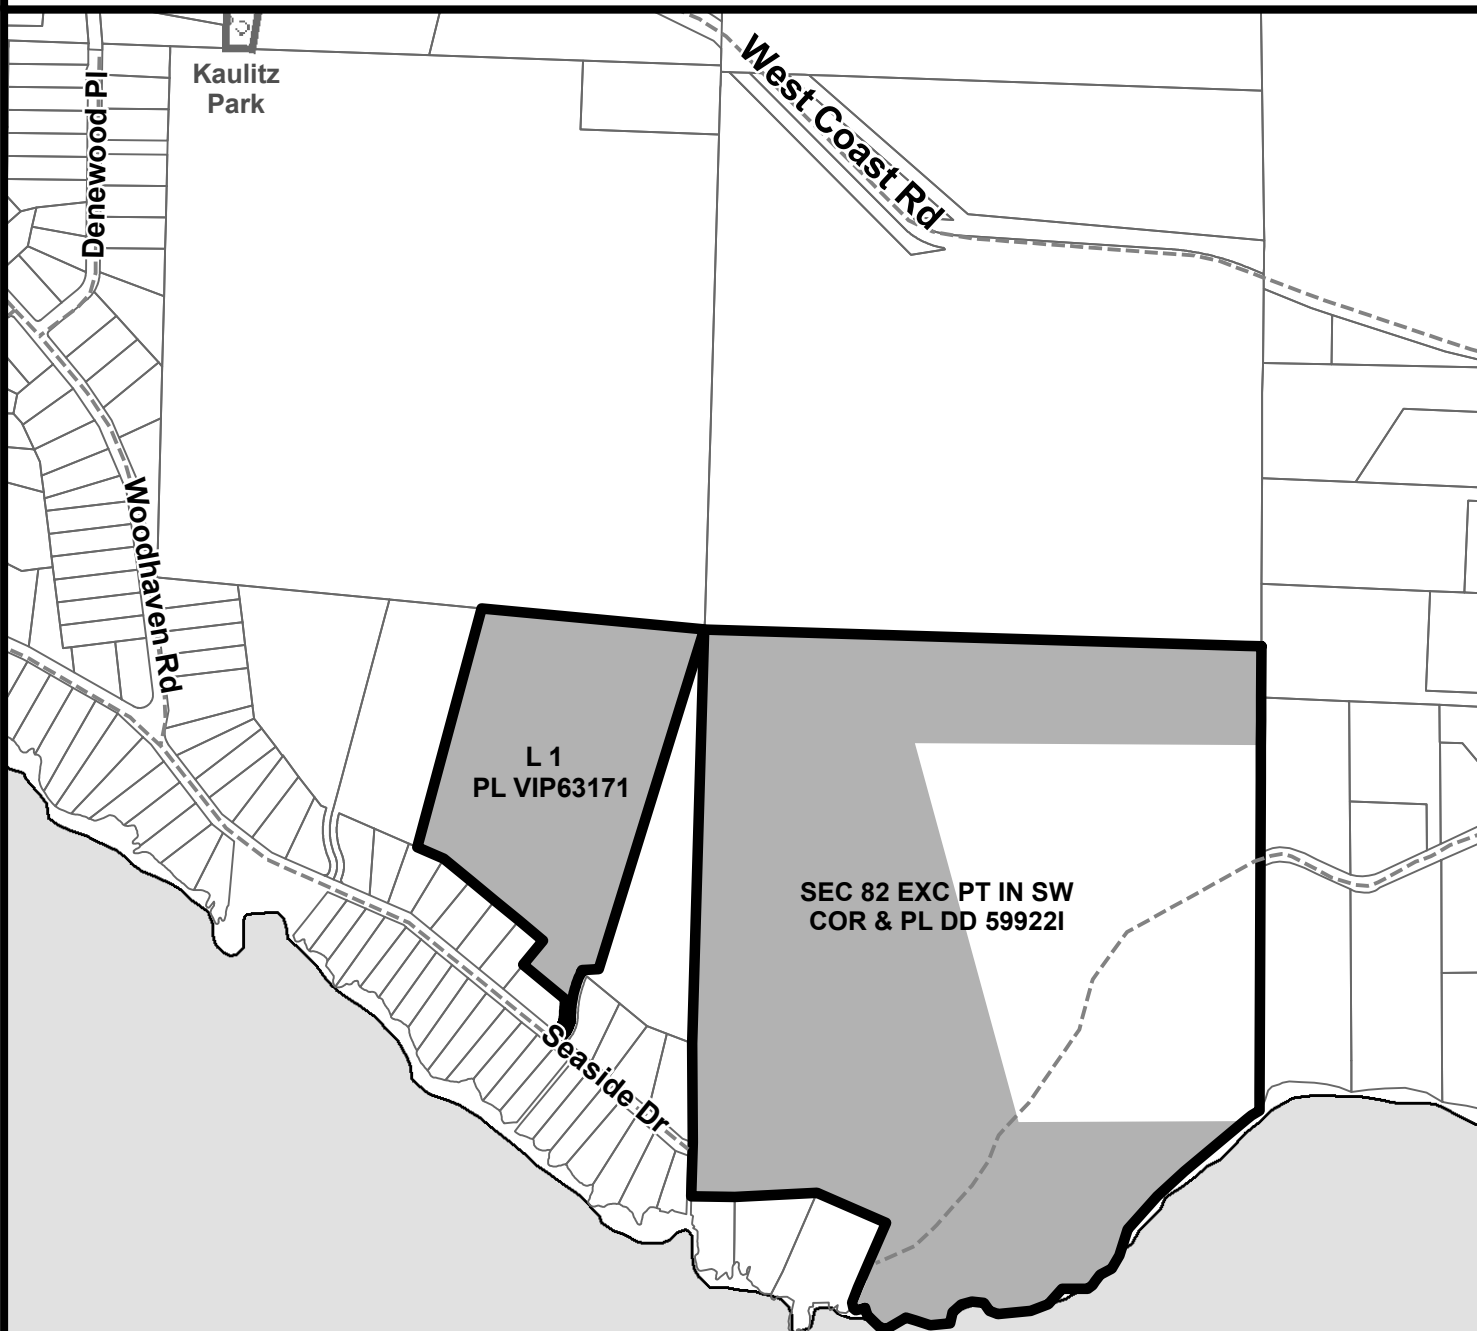 Kaulitz
Park
West Coast Rd
Denewood Pl
Woodhaven Rd
L 1
PL VIP63171
SEC 82 EXC PT IN SW
COR & PL DD 59922I
Seaside Dr